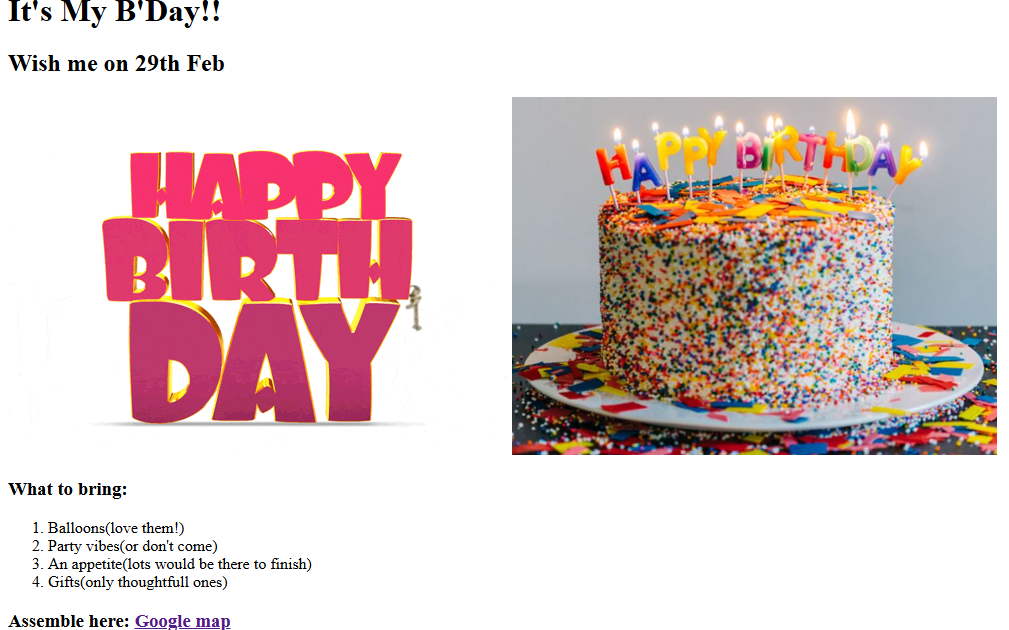 It's My B'Day!!
Wish me on 29th Feb
HAPPY
BIRTH
DAY
HAPPY BIRTHDAY
What to bring:
1. Balloons(love them!)
2. Party vibes(or don't come)
3. An appetite(lots would be there to finish)
4. Gifts(only thoughtfull ones)
Assemble here: Google map